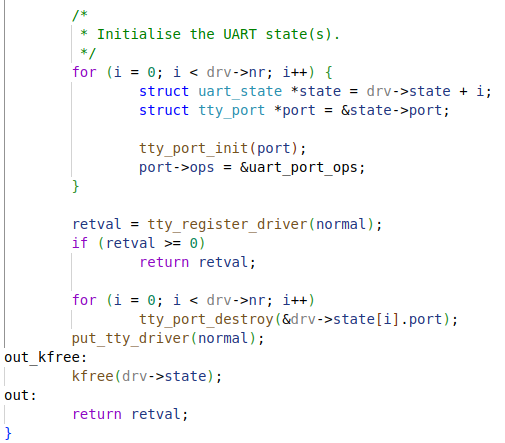 /*
 * Initialise the UART state(s).
 */
for (i = 0; i < drv->nr; i++) {
        struct uart_state *state = drv->state + i;
        struct tty_port *port = &state->port;

        tty_port_init(port);
        port->ops = &uart_port_ops;
}

retval = tty_register_driver(normal);
if (retval >= 0)
        return retval;

for (i = 0; i < drv->nr; i++)
        tty_port_destroy(&drv->state[i].port);
put_tty_driver(normal);
out_kfree:
        kfree(drv->state);
out:
        return retval;
}